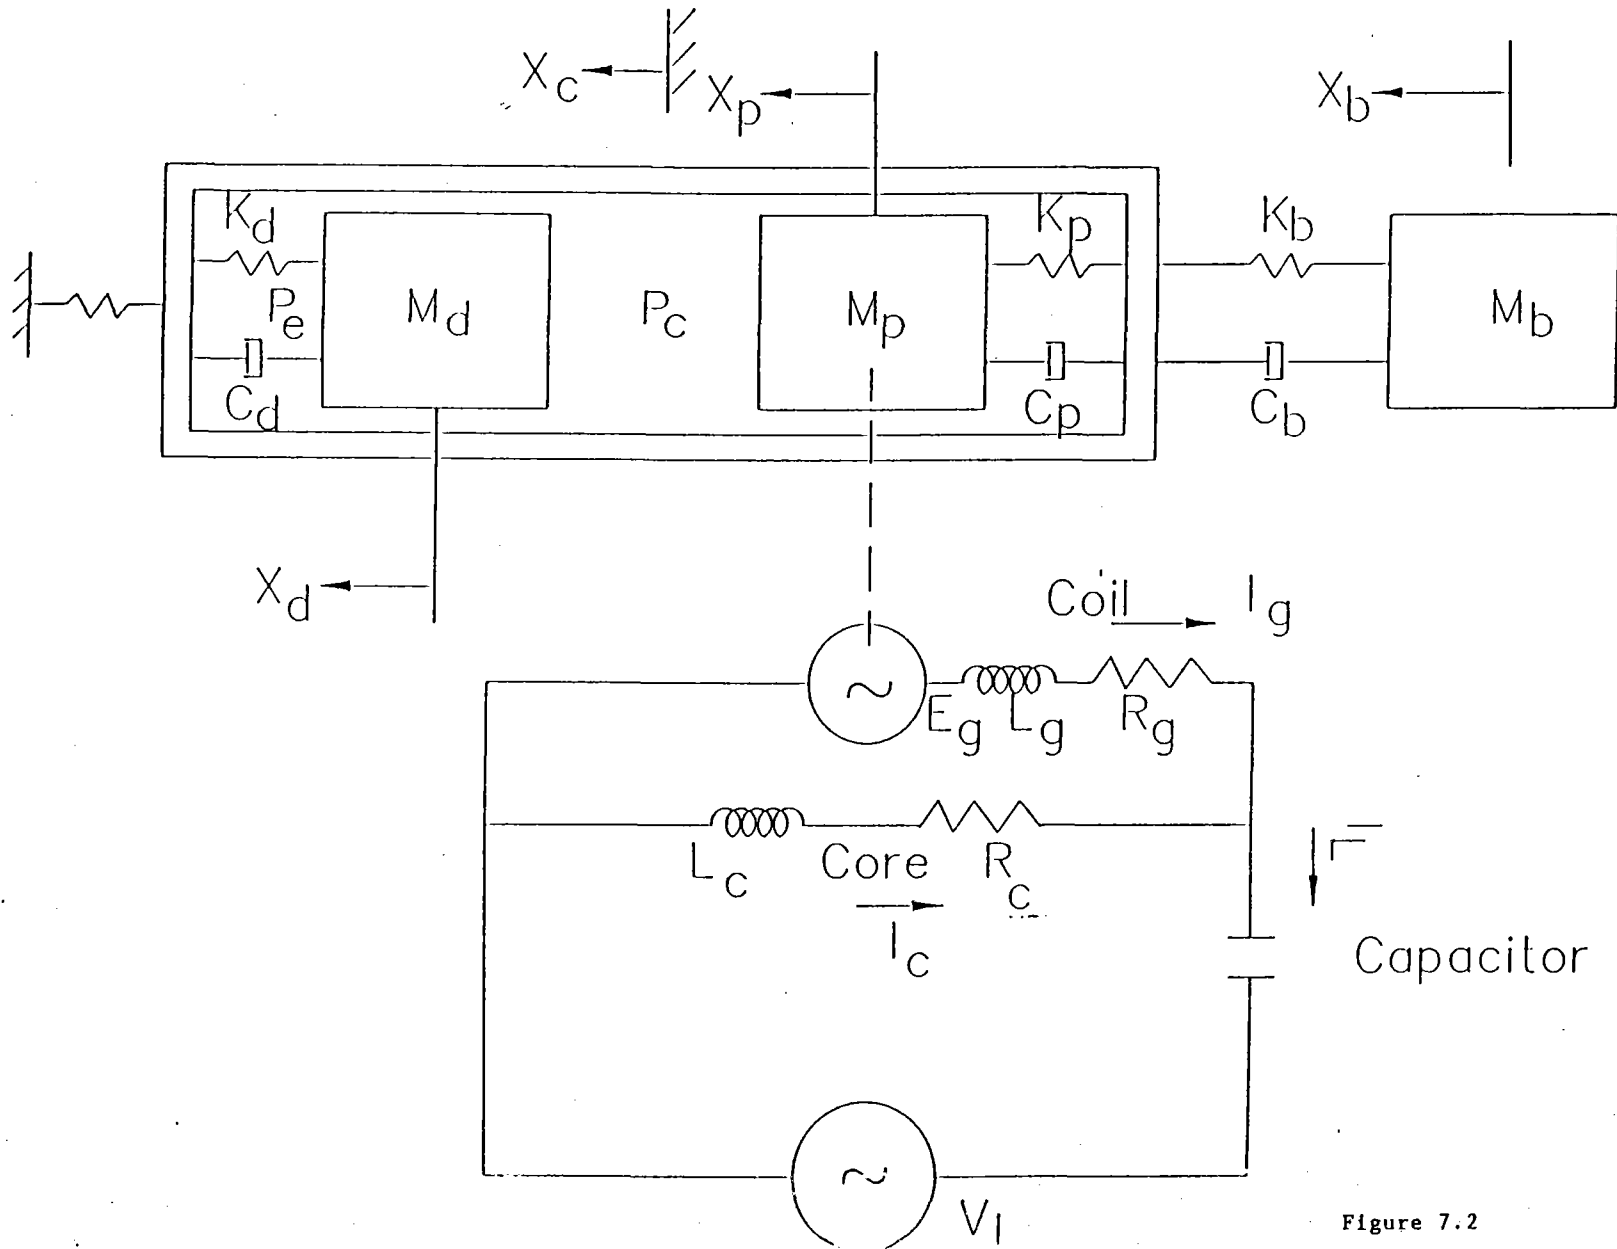 Xc
Xp
Xb
Kd
Kp
Kb
Pe
Md
Pc
Mp
Mb
Cd
Cp
Cb
Xd
Coil
Ig
~
Eg
Lg
Rg
Lc
Core
Rc
Ic
Capacitor
~
Vl
Figure 7.2